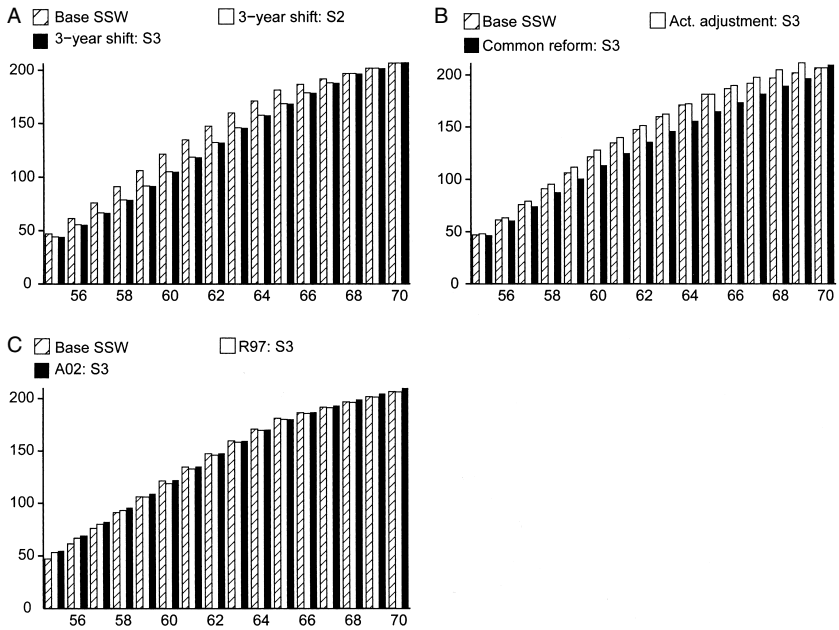 A
Base SSW
3-year shift: S2
3-year shift: S3
200
150
100
50
0
56 58 60 62 64 66 68 70
B
Base SSW
Act. adjustment: S3
Common reform: S3
200
150
100
50
0
56 58 60 62 64 66 68 70
C
Base SSW
R97: S3
A02: S3
200
150
100
50
0
56 58 60 62 64 66 68 70